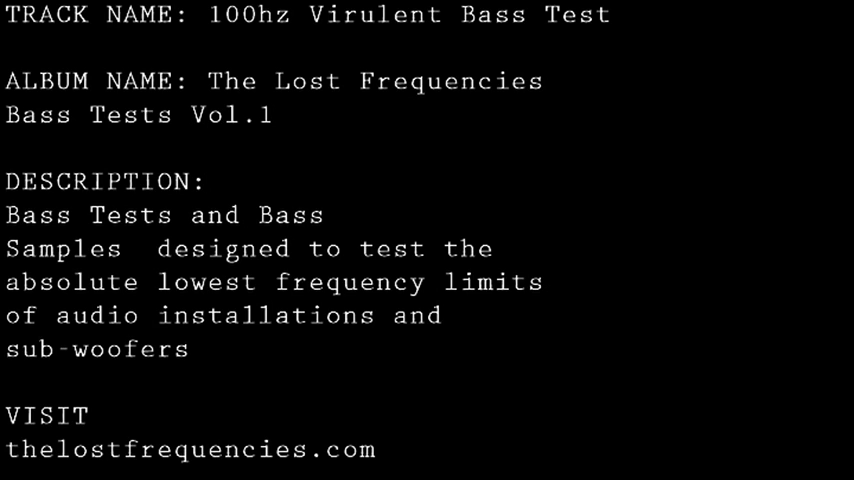 TRACK NAME: 100hz Virulent Bass Test
ALBUM NAME: The Lost Frequencies
Bass Tests Vol.1
DESCRIPTION:
Bass Tests and Bass
Samples  designed to test the
absolute lowest frequency limits
of audio installations and
sub-woofers
VISIT
thelostfrequencies.com